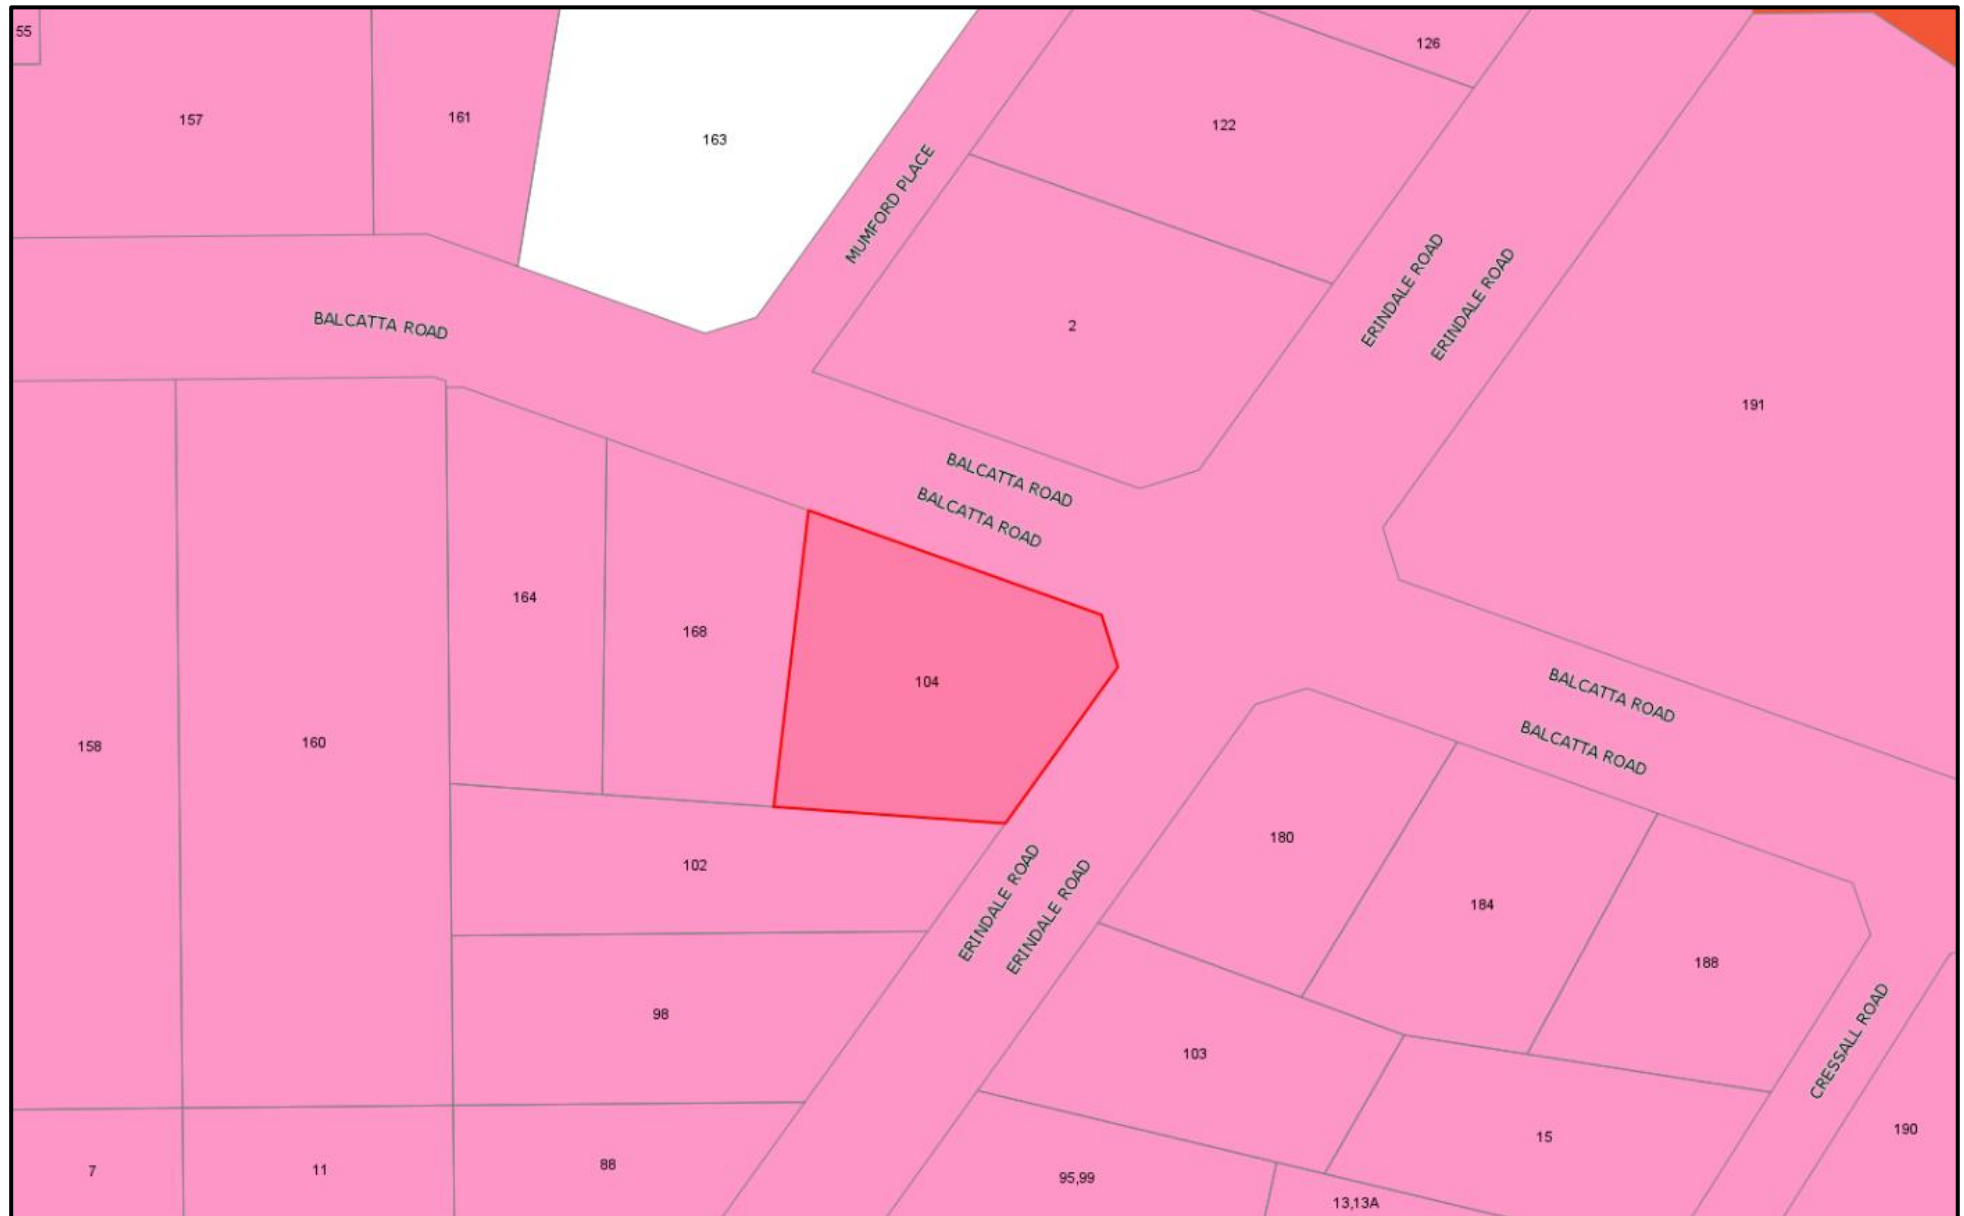 55
126
157
161
163
122
MUMFORD PLACE
ERINDALE ROAD
ERINDALE ROAD
BALCATTA ROAD
2
191
BALCATTA ROAD
BALCATTA ROAD
164
168
104
BALCATTA ROAD
BALCATTA ROAD
158
160
180
102
ERINDALE ROAD
ERINDALE ROAD
184
188
98
103
CRESSALL ROAD
190
15
7
11
88
95,99
13,13A